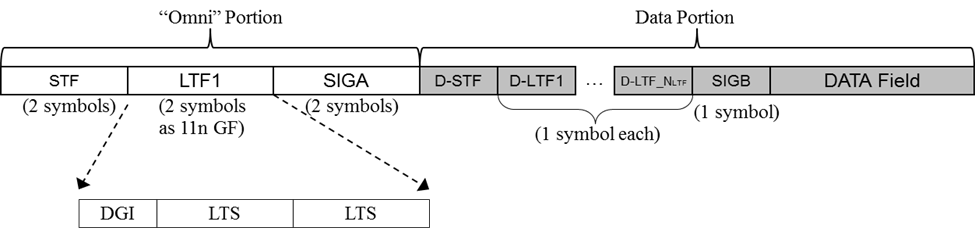 “Omni” Portion
Data Portion
STF
LTF1
SIGA
D-STF
D-LTF1
...
D-LTF_NLTF
SIGB
DATA Field
(2 symbols)
(2 symbols
as 11n GF)
(2 symbols)
(1 symbol each)
(1 symbol)
DGI
LTS
LTS